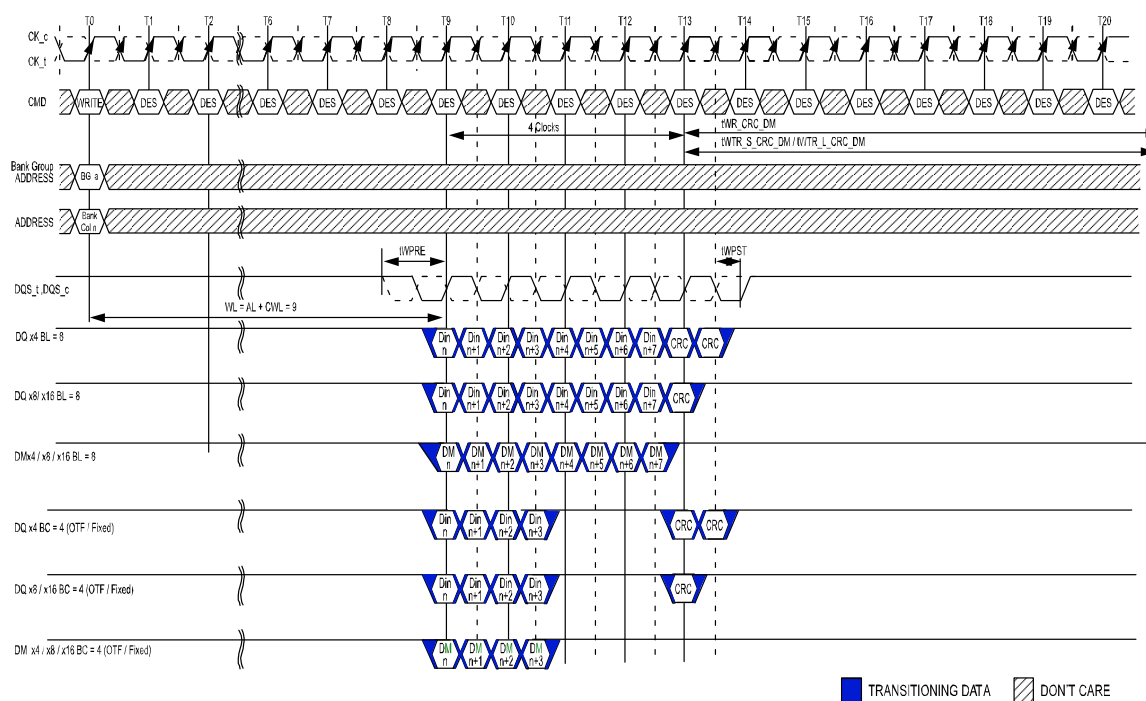 T0 T1 T2 T6 T7 T8 T9 T10 T11 T12 T13 T14 T15 T16 T17 T18 T19 T20
CK_c
CK_t
CMD WRITE DES DES DES DES DES DES DES DES DES DES DES DES DES DES DES DES DES
4 Clocks
tWR_CRC_DM
tWTR_S_CRC_DM / tWTR_L_CRC_DM
Bank Group
ADDRESS BG a
ADDRESS Bank
Col n
tWPRE tWPST
DQS_t,DQS_c
WL = AL + CWL = 9
DQ x4 BL = 8 Din n Din n+1 Din n+2 Din n+3 Din n+4 Din n+5 Din n+6 Din n+7 CRC CRC
DQ x8/ x16 BL = 8 Din n Din n+1 Din n+2 Din n+3 Din n+4 Din n+5 Din n+6 Din n+7 CRC
DMx4 / x8 / x16 BL = 8 DM n DM n+1 DM n+2 DM n+3 DM n+4 DM n+5 DM n+6 DM n+7
DQ x4 BC = 4 (OTF / Fixed) Din n Din n+1 Din n+2 Din n+3 CRC CRC
DQ x8 / x16 BC = 4 (OTF / Fixed) Din n Din n+1 Din n+2 Din n+3 CRC
DM x4 / x8 / x16 BC = 4 (OTF / Fixed) DM n DM n+1 DM n+2 DM n+3
TRANSITIONING DATA DON'T CARE